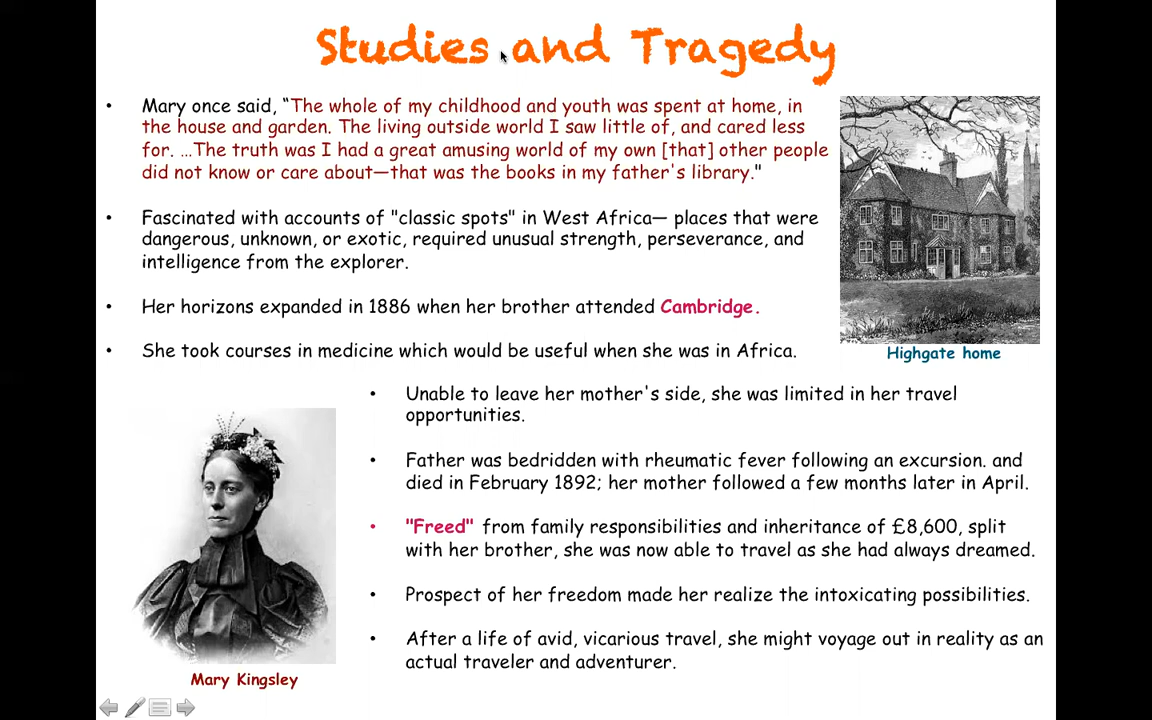 Studies and Tragedy
• Mary once said, “The whole of my childhood and youth was spent at home, in
the house and garden. The living outside world I saw little of, and cared less
for. …The truth was I had a great amusing world of my own [that] other people
did not know or care about—that was the books in my father's library."
• Fascinated with accounts of "classic spots" in West Africa— places that were
dangerous, unknown, or exotic, required unusual strength, perseverance, and
intelligence from the explorer.
• Her horizons expanded in 1886 when her brother attended Cambridge.
• She took courses in medicine which would be useful when she was in Africa.
Highgate home
• Unable to leave her mother's side, she was limited in her travel
opportunities.
• Father was bedridden with rheumatic fever following an excursion. and
died in February 1892; her mother followed a few months later in April.
• "Freed" from family responsibilities and inheritance of £8,600, split
with her brother, she was now able to travel as she had always dreamed.
• Prospect of her freedom made her realize the intoxicating possibilities.
• After a life of avid, vicarious travel, she might voyage out in reality as an
actual traveler and adventurer.
Mary Kingsley